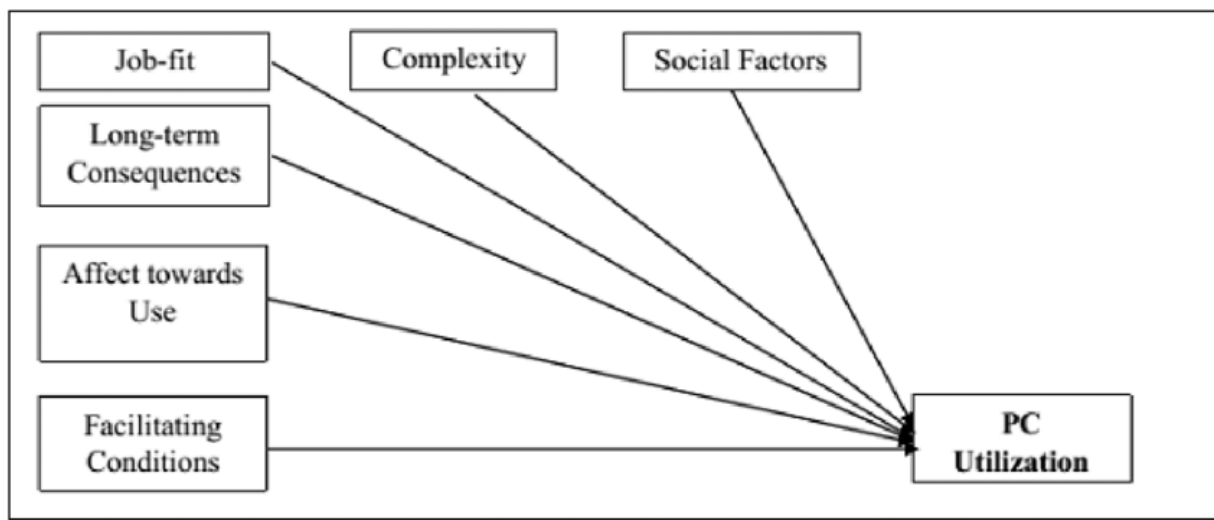 Job-fit
Complexity
Social Factors
Long-term
Consequences
Affect towards
Use
Facilitating
Conditions
PC
Utilization